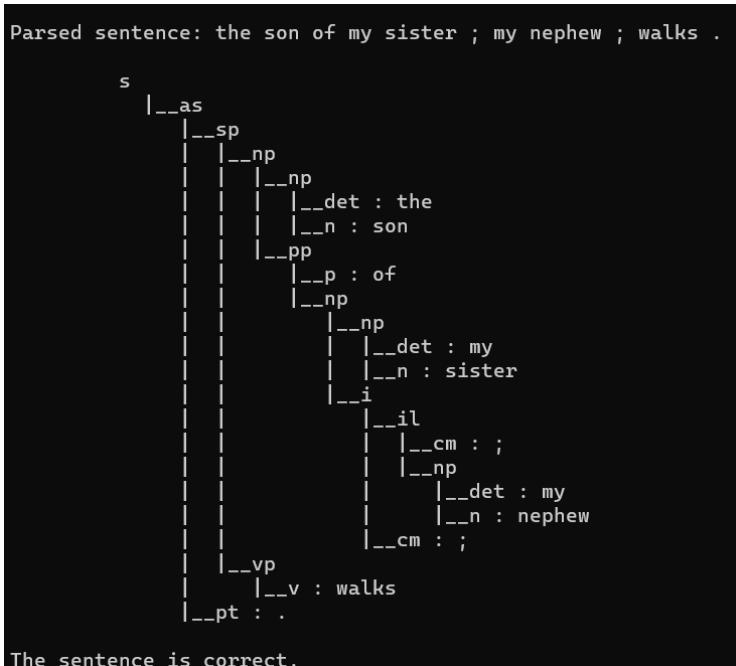 Parsed sentence: the son of my sister ; my nephew ; walks .
s
|__as
|__sp
| |__np
| | |__np
| | | |__det : the
| | | |__n : son
| | |__pp
| | |__p : of
| | |__np
| | |__np
| | | |__det : my
| | | |__n : sister
| | |__i
| | |__il
| | | |__cm : ;
| | | |__np
| | | |__det : my
| | | |__n : nephew
| | |__cm : ;
| |__vp
| |__v : walks
|__pt : .
The sentence is correct.